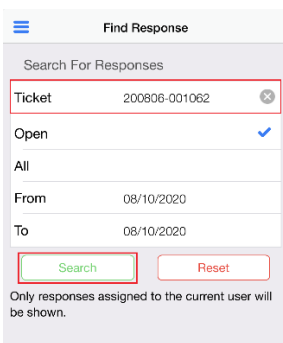 Find Response
Search For Responses
Ticket 200806-001062
Open
All
From 08/10/2020
To 08/10/2020
Search Reset
Only responses assigned to the current user will
be shown.